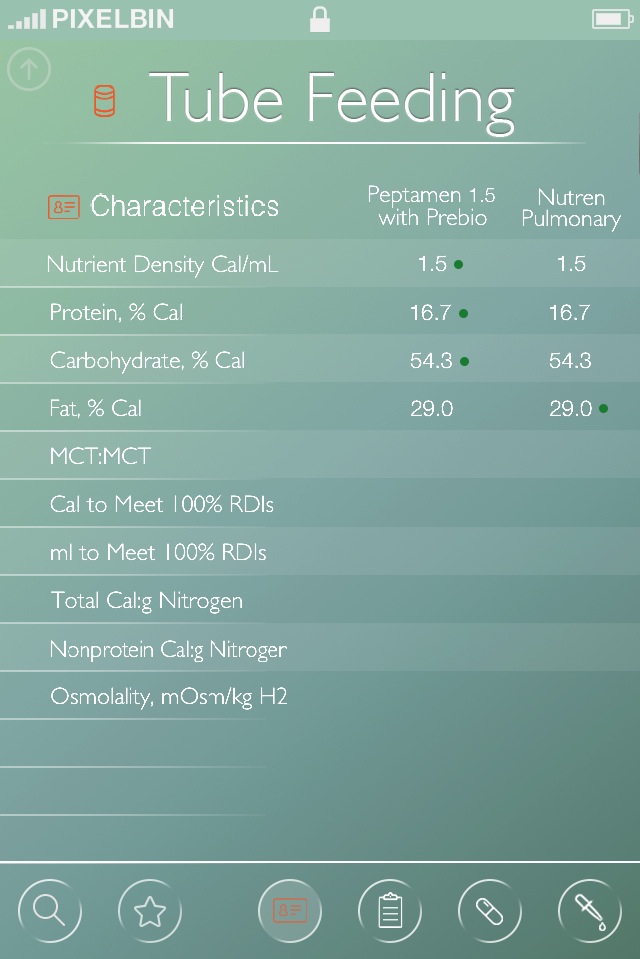 PIXELBIN
Tube Feeding
Characteristics
Peptamen 1.5
with Prebio
Nutren
Pulmonary
Nutrient Density Cal/mL 1.5 1.5
Protein, % Cal 16.7 16.7
Carbohydrate, % Cal 54.3 54.3
Fat, % Cal 29.0 29.0
MCT:MCT
Cal to Meet 100% RDIs
ml to Meet 100% RDIs
Total Cal:g Nitrogen
Nonprotein Cal:g Nitroger
Osmolality, mOsm/kg H2